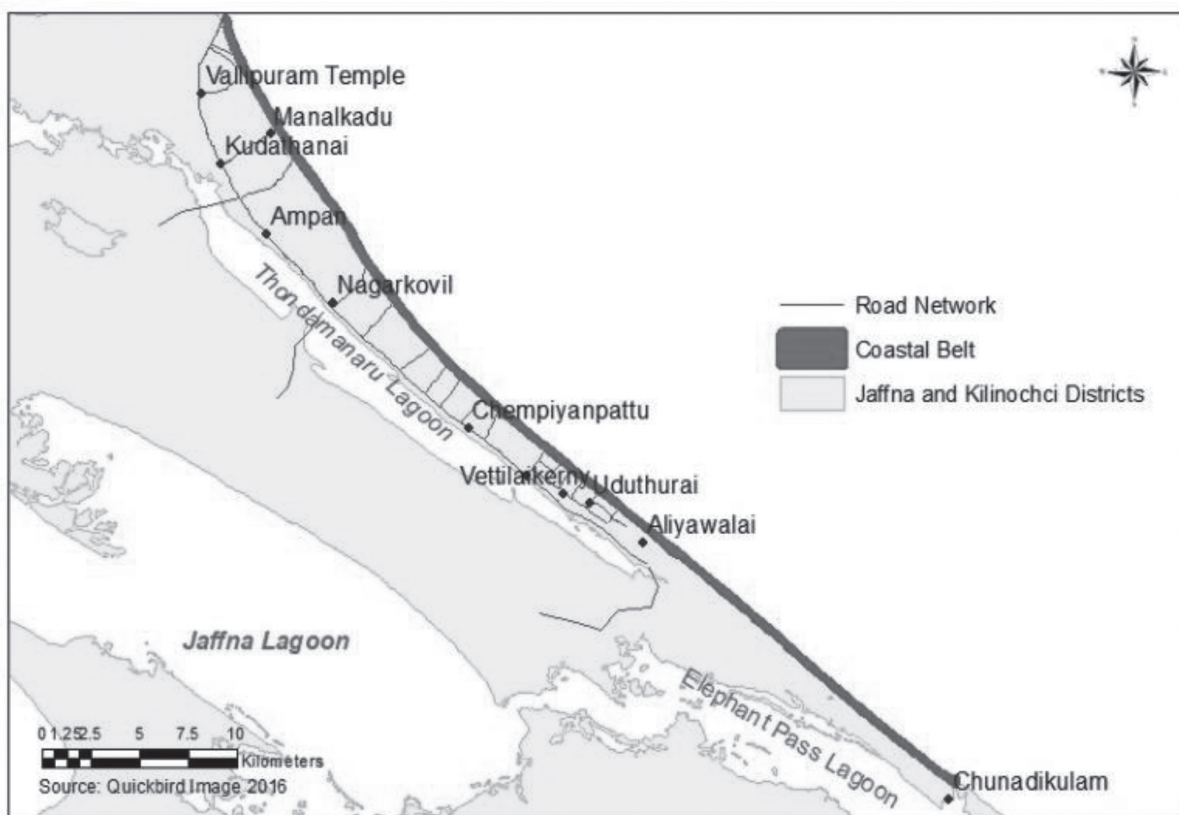 Vallipuram Temple
Manalkadu
Kudathanai
Ampan
Nagarkovil
Thondamanaru Lagoon
Road Network
Coastal Belt
Jaffna and Kilinochci Districts
Chempiyanpattu
Vettilaikerny
Uduthurai
Aliyawalai
Jaffna Lagoon
Elephant Pass Lagoon
0 1.252.5 5 7.5 10
Kilometers
Source: Quickbird Image 2016
Chunadikulam